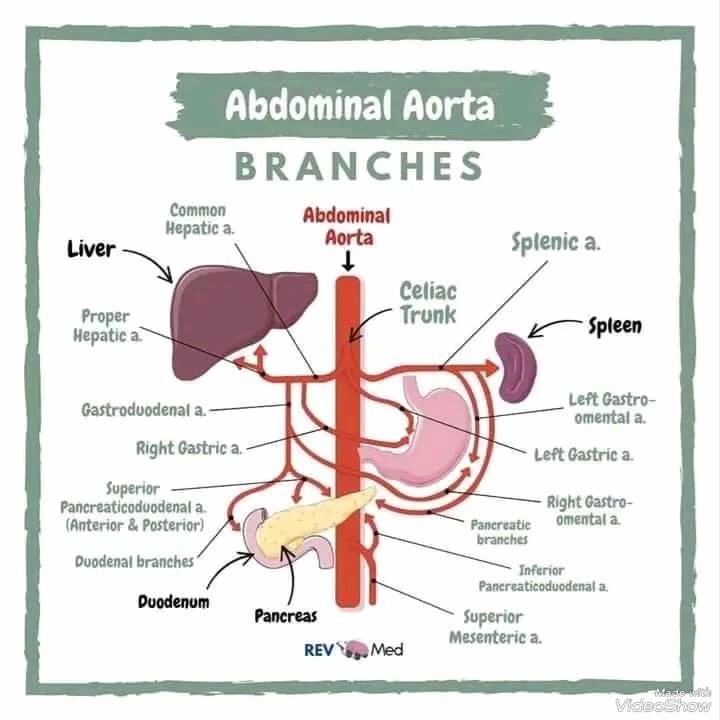 Abdominal Aorta
BRANCHES
Common
Hepatic a.
Abdominal
Aorta
Splenic a.
Liver
Celiac
Trunk
Proper
Hepatic a.
Spleen
Gastroduodenal a.
Left Gastro-
omental a.
Right Gastric a.
Left Gastric a.
Superior
Pancreaticoduodenal a.
(Anterior & Posterior)
Right Gastro-
omental a.
Pancreatic
branches
Duodenal branches
Inferior
Pancreaticoduodenal a.
Duodenum
Pancreas
Superior
Mesenteric a.
REV Med
Made with
VideoShow